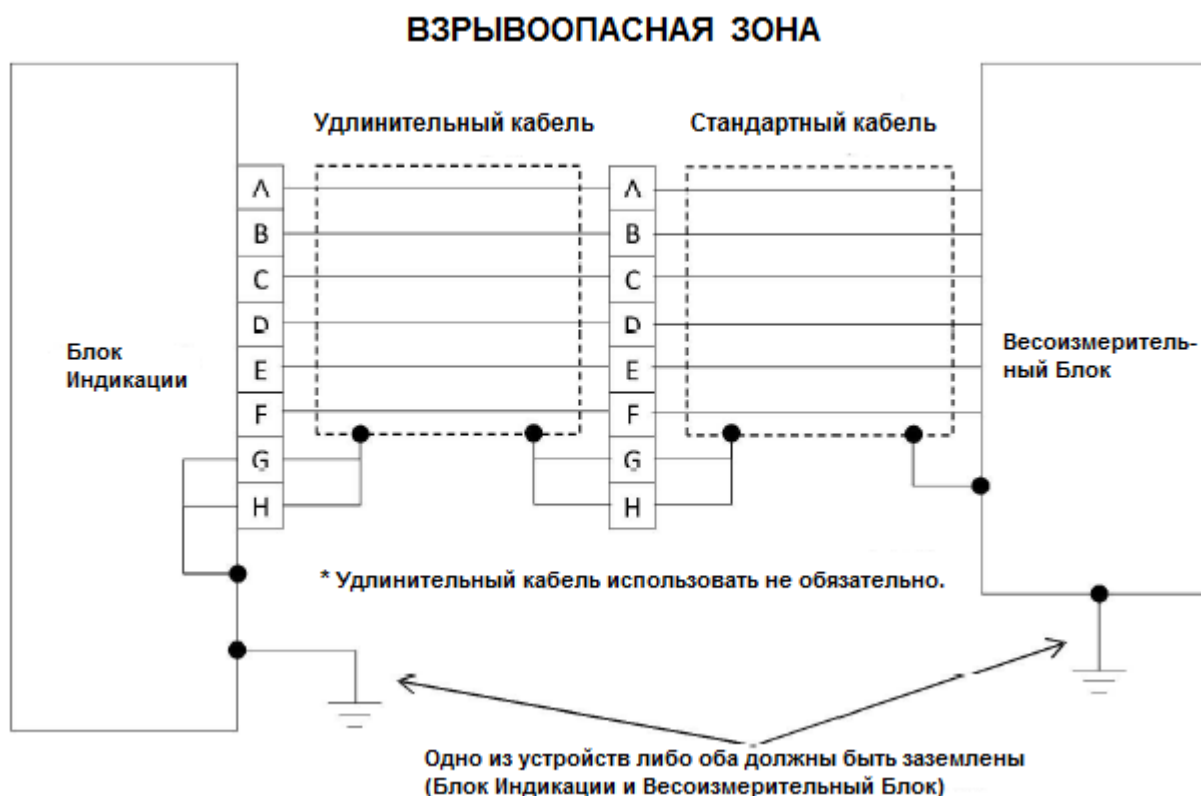 ВЗРЫВООПАСНАЯ ЗОНА
Удлинительный кабель
Стандартный кабель
A
B
C
D
E
F
G
H
A
B
C
D
E
F
G
H
Блок
Индикации
Весоизмеритель-
ный Блок
* Удлинительный кабель использовать не обязательно.
Одно из устройств либо оба должны быть заземлены
(Блок Индикации и Весоизмерительный Блок)